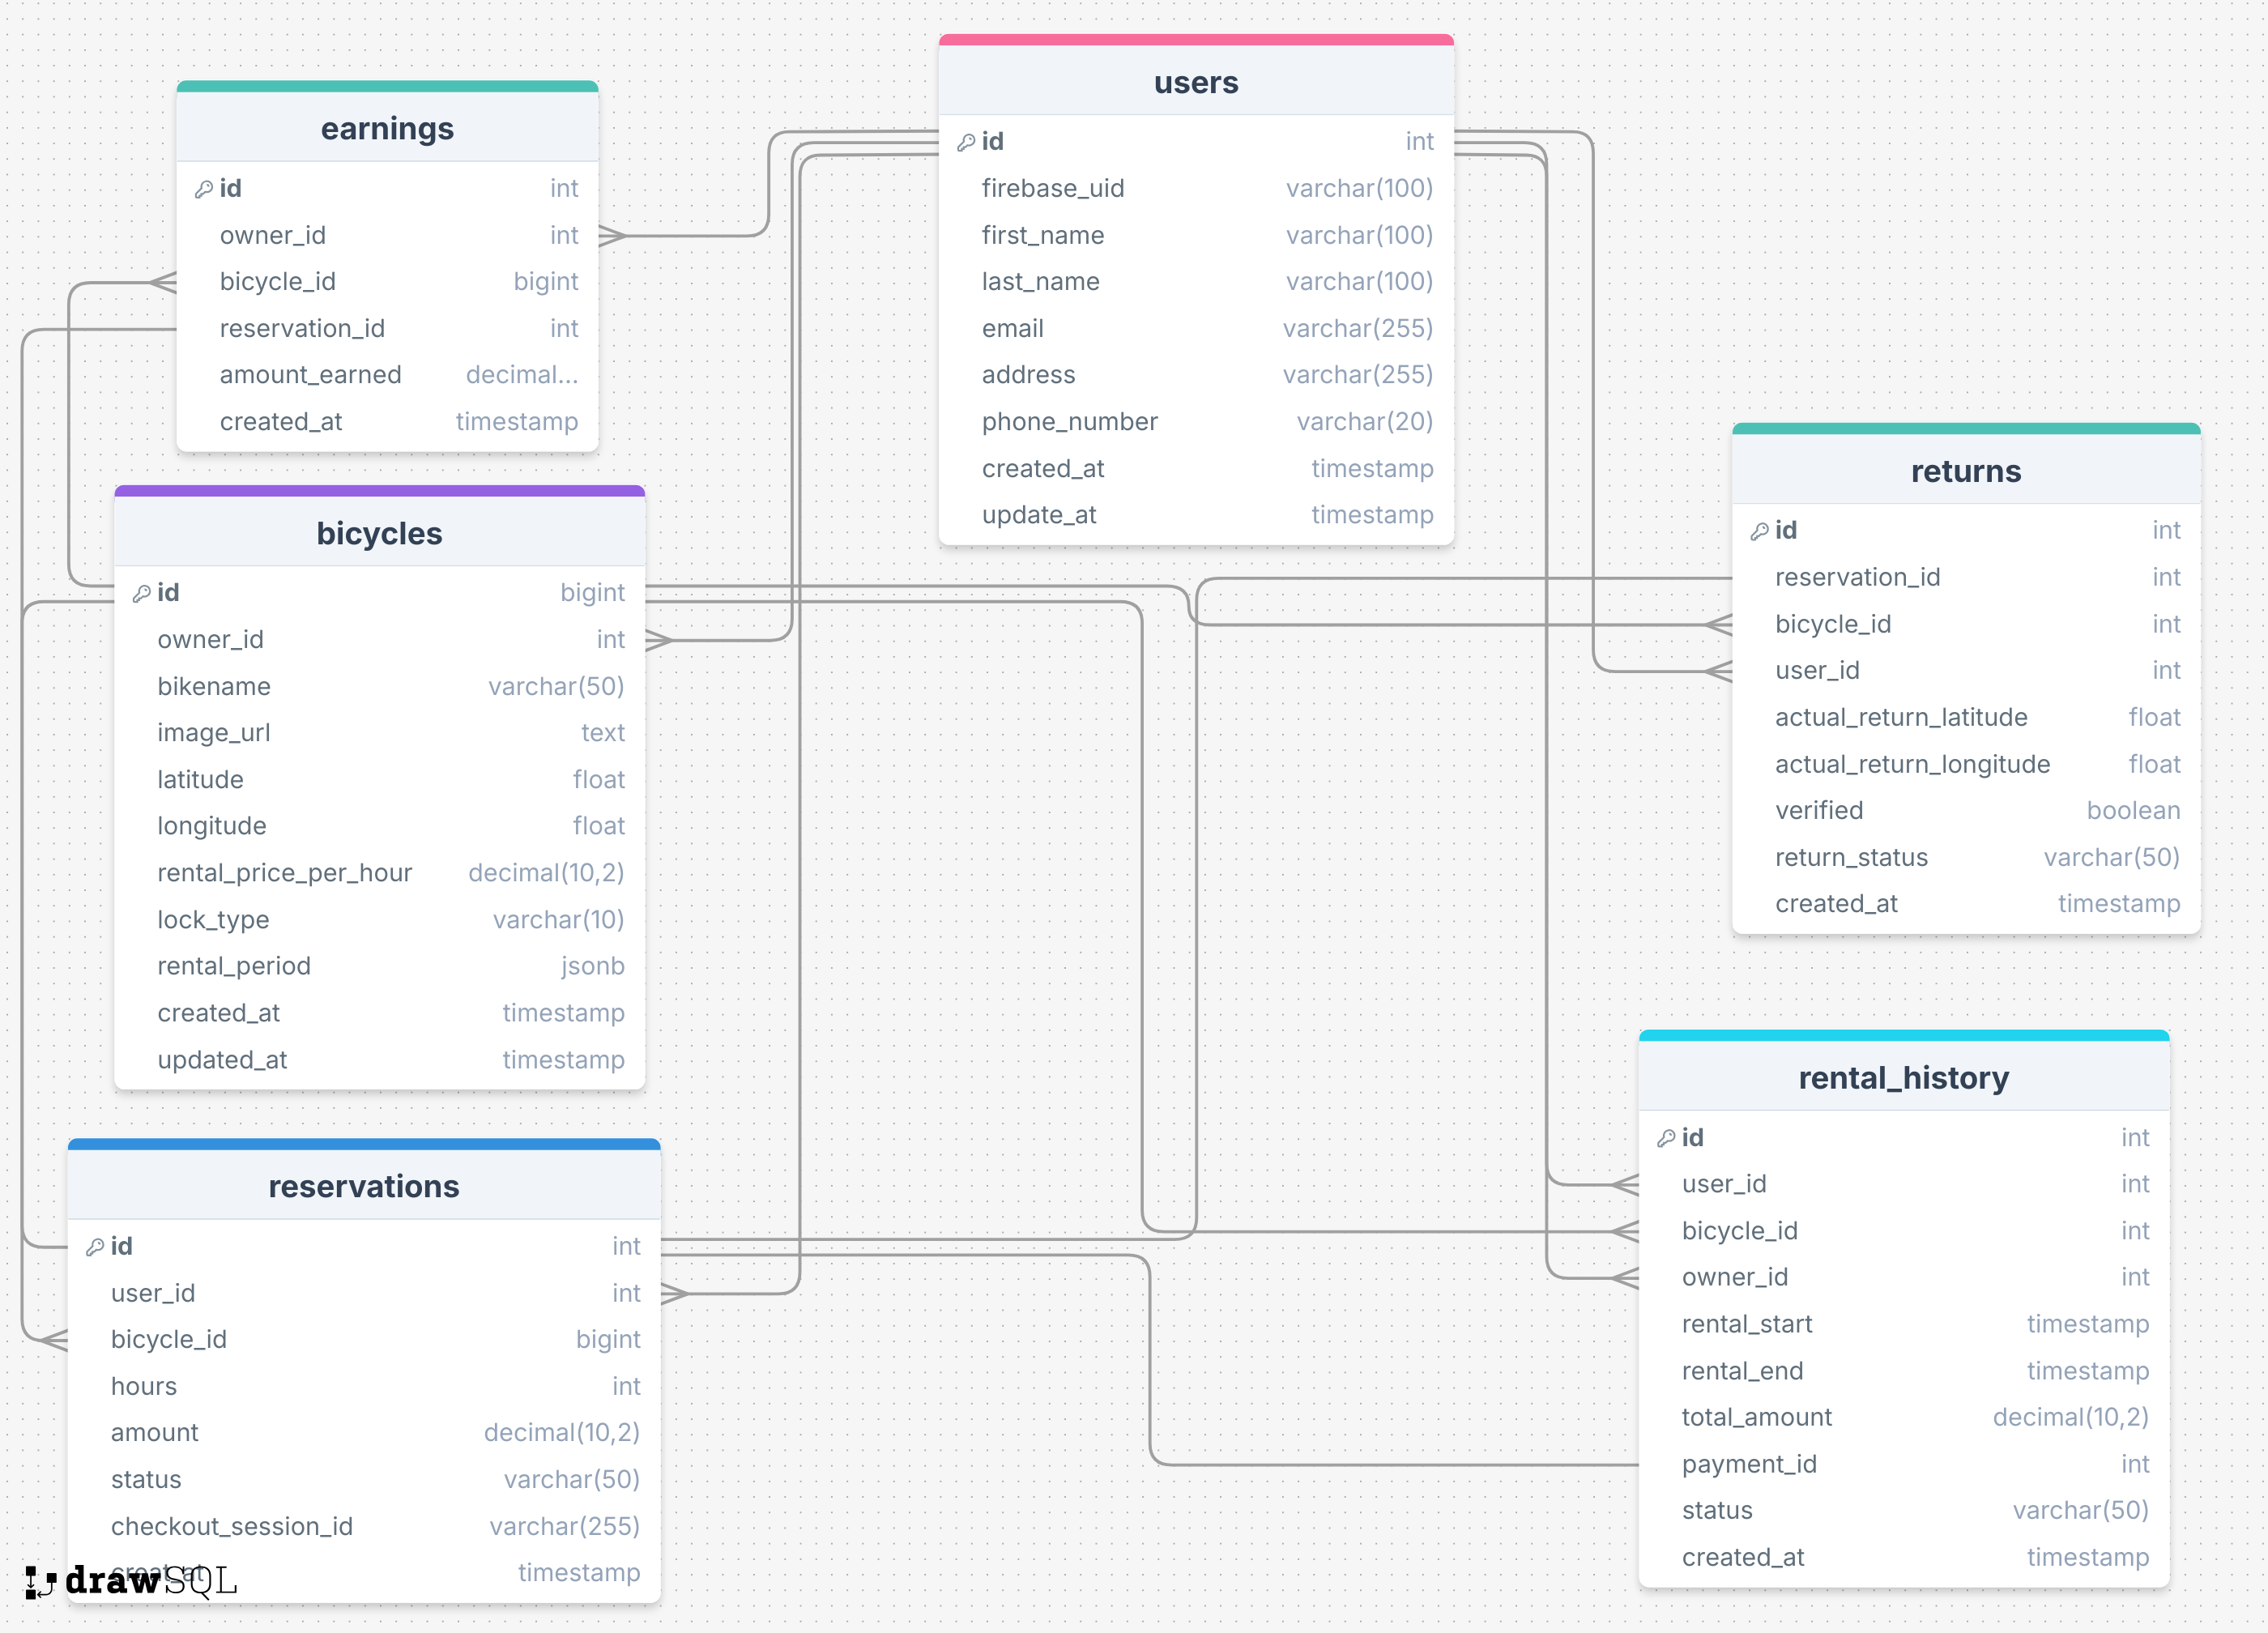 users
id int
firebase_uid varchar(100)
first_name varchar(100)
last_name varchar(100)
email varchar(255)
address varchar(255)
phone_number varchar(20)
created_at timestamp
update_at timestamp
earnings
id int
owner_id int
bicycle_id bigint
reservation_id int
amount_earned decimal...
created_at timestamp
bicycles
id bigint
owner_id int
bikename varchar(50)
image_url text
latitude float
longitude float
rental_price_per_hour decimal(10,2)
lock_type varchar(10)
rental_period jsonb
created_at timestamp
updated_at timestamp
returns
id int
reservation_id int
bicycle_id int
user_id int
actual_return_latitude float
actual_return_longitude float
verified boolean
return_status varchar(50)
created_at timestamp
reservations
id int
user_id int
bicycle_id bigint
hours int
amount decimal(10,2)
status varchar(50)
checkout_session_id varchar(255)
timestamp
rental_history
id int
user_id int
bicycle_id int
owner_id int
rental_start timestamp
rental_end timestamp
total_amount decimal(10,2)
payment_id int
status varchar(50)
created_at timestamp
drawSQL